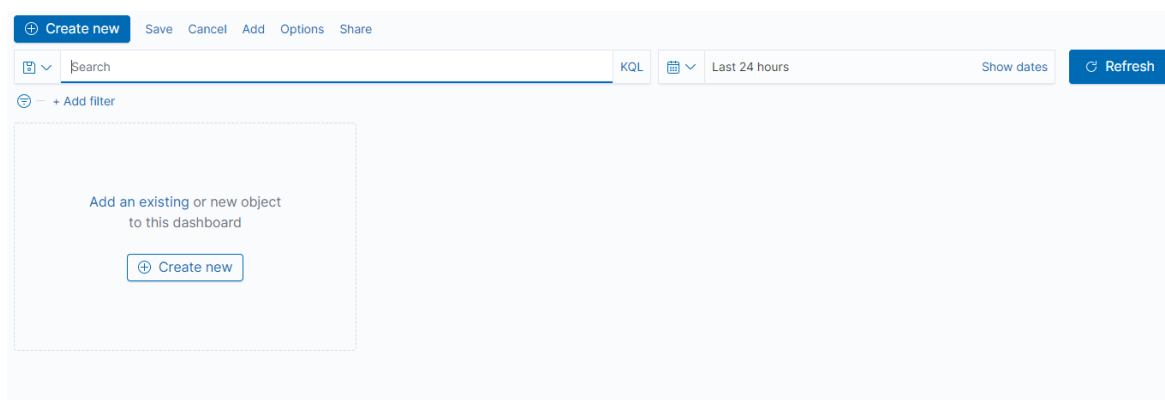 Create new Save Cancel Add Options Share
Search KQL Last 24 hours Show dates Refresh
+ Add filter
Add an existing or new object
to this dashboard
Create new